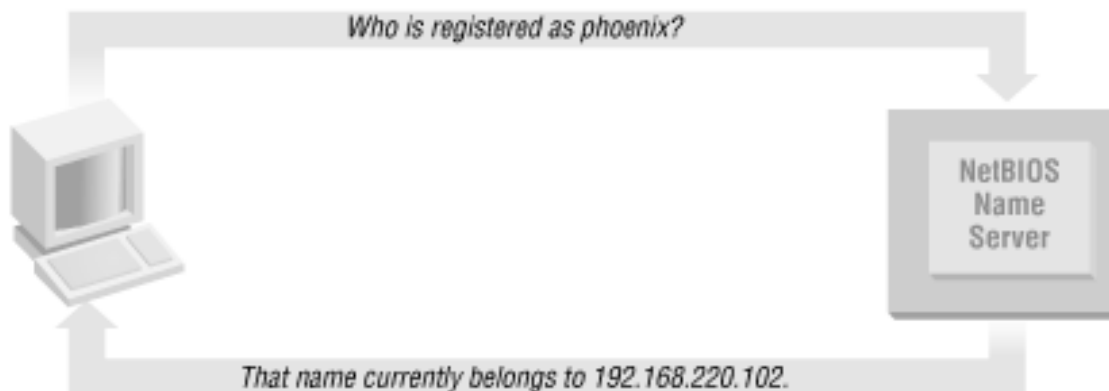 Who is registered as phoenix?
NetBIOS
Name
Server
That name currently belongs to 192.168.220.102.